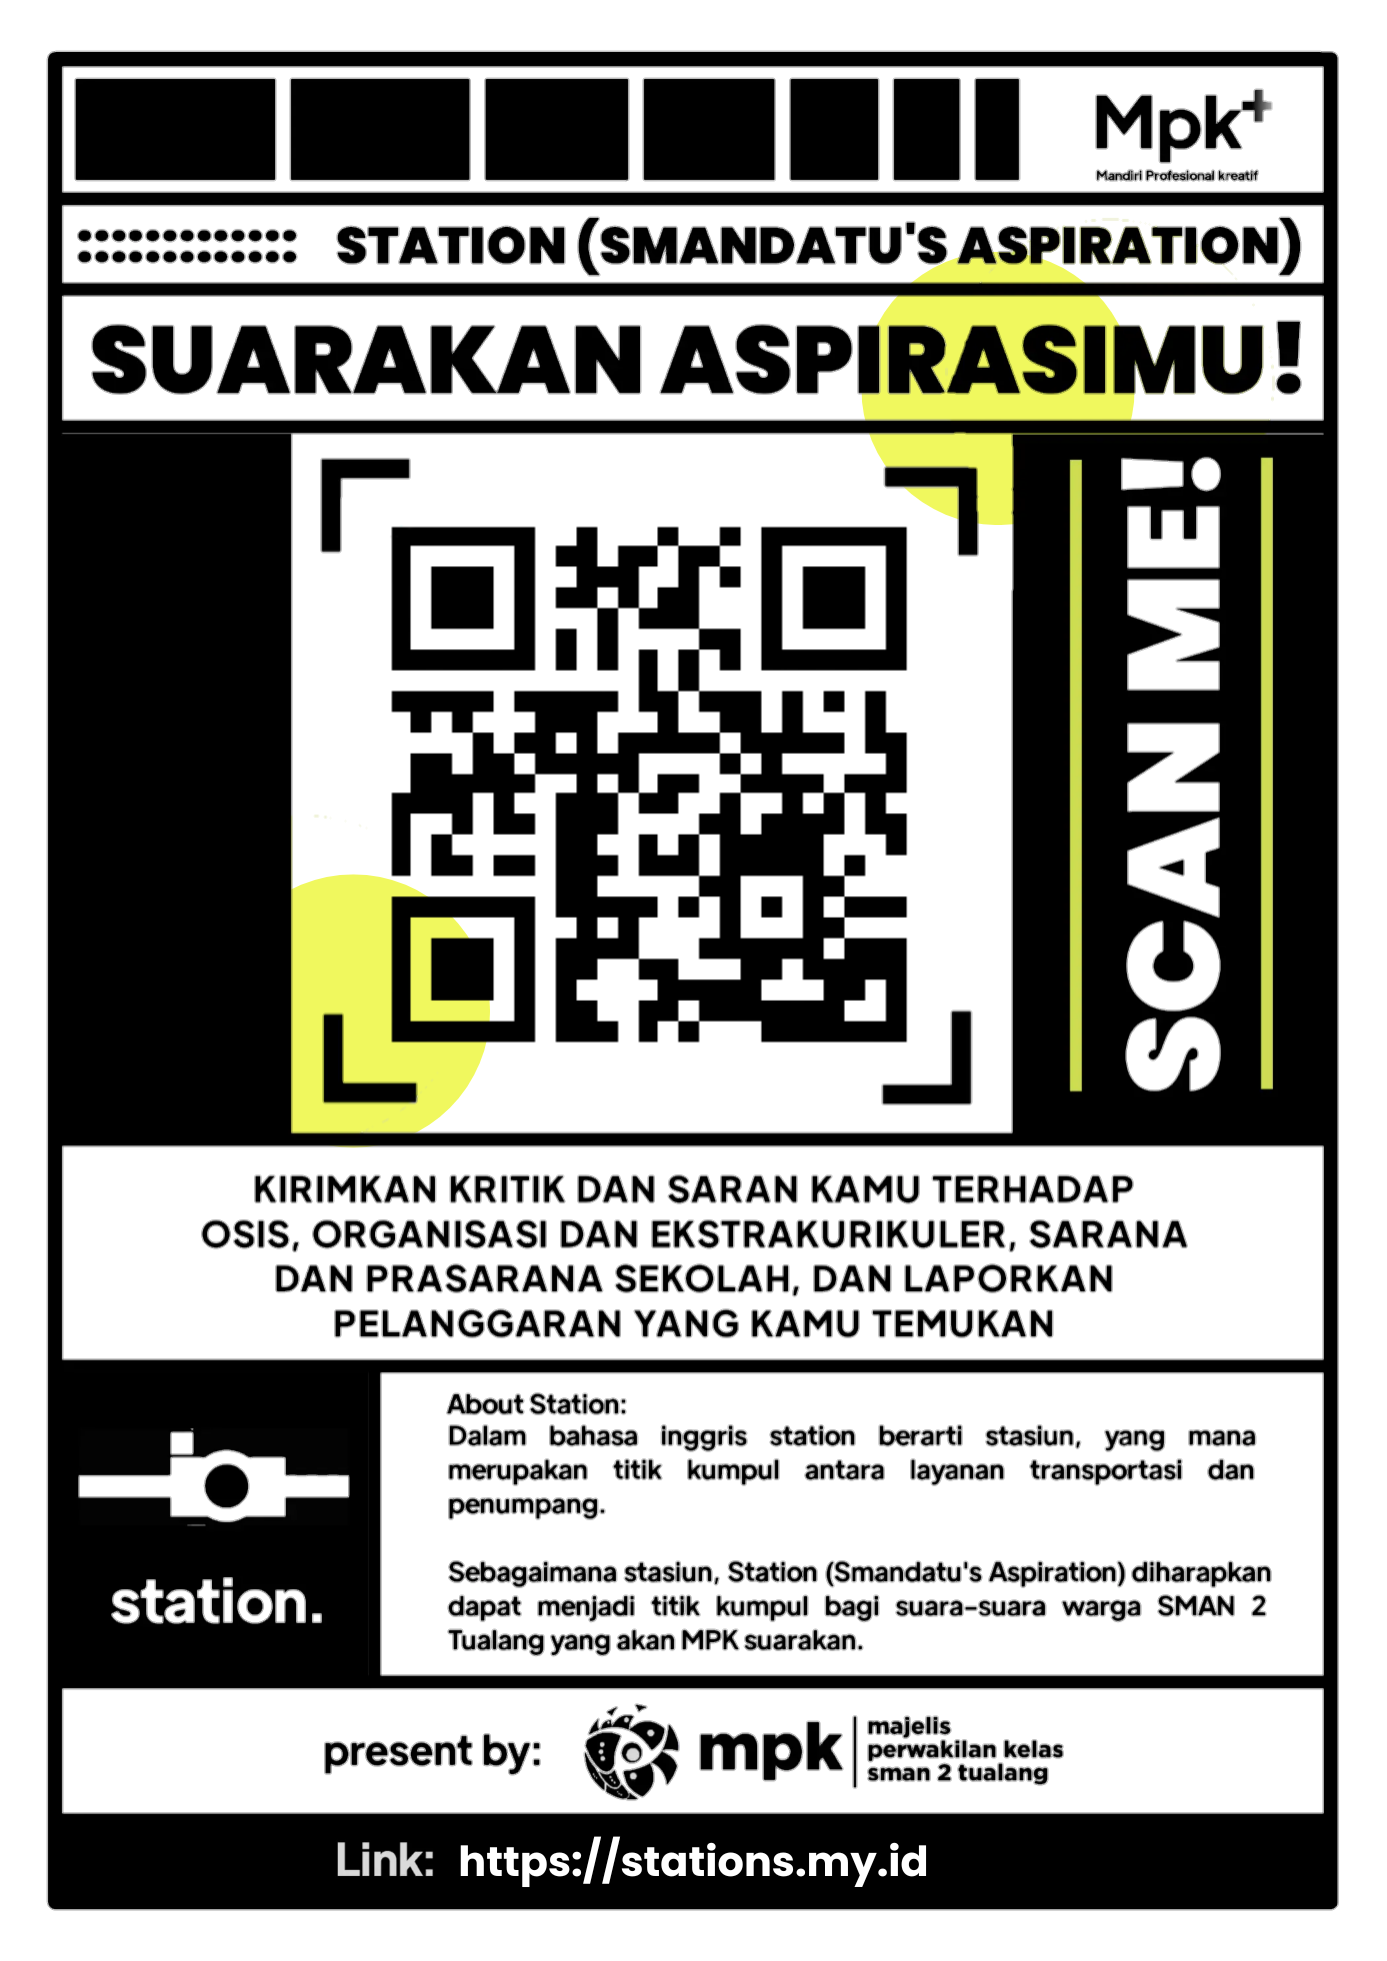 Mpk+
Mandiri Profesional kreatif
STATION (SMANDATU'S ASPIRATION)
SUARAKAN ASPIRASIMU!
SCAN ME!
KIRIMKAN KRITIK DAN SARAN KAMU TERHADAP
OSIS, ORGANISASI DAN EKSTRAKURIKULER, SARANA
DAN PRASARANA SEKOLAH, DAN LAPORKAN
PELANGGARAN YANG KAMU TEMUKAN
station.
About Station:
Dalam bahasa inggris station berarti stasiun, yang mana
merupakan titik kumpul antara layanan transportasi dan
penumpang.
Sebagaimana stasiun, Station (Smandatu's Aspiration) diharapkan
dapat menjadi titik kumpul bagi suara-suara warga SMAN 2
Tualang yang akan MPK suarakan.
present by:
mpk
majelis
perwakilan kelas
sman 2 tualang
Link: https://stations.my.id